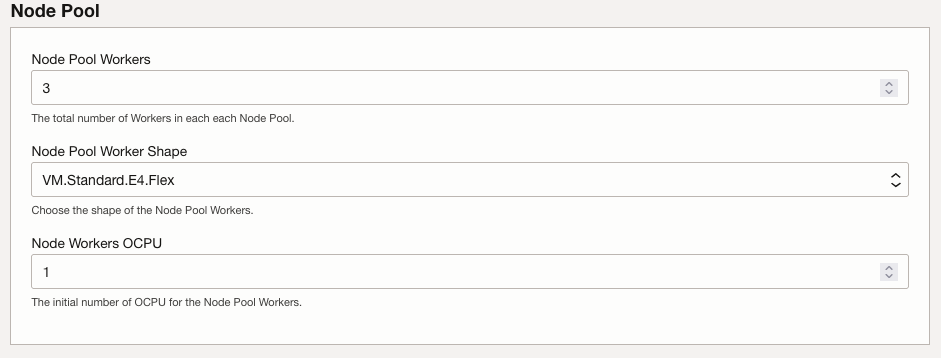 Node Pool
Node Pool Workers
3
The total number of Workers in each each Node Pool.
Node Pool Worker Shape
VM.Standard.E4.Flex
Choose the shape of the Node Pool Workers.
Node Workers OCPU
1
The initial number of OCPU for the Node Pool Workers.